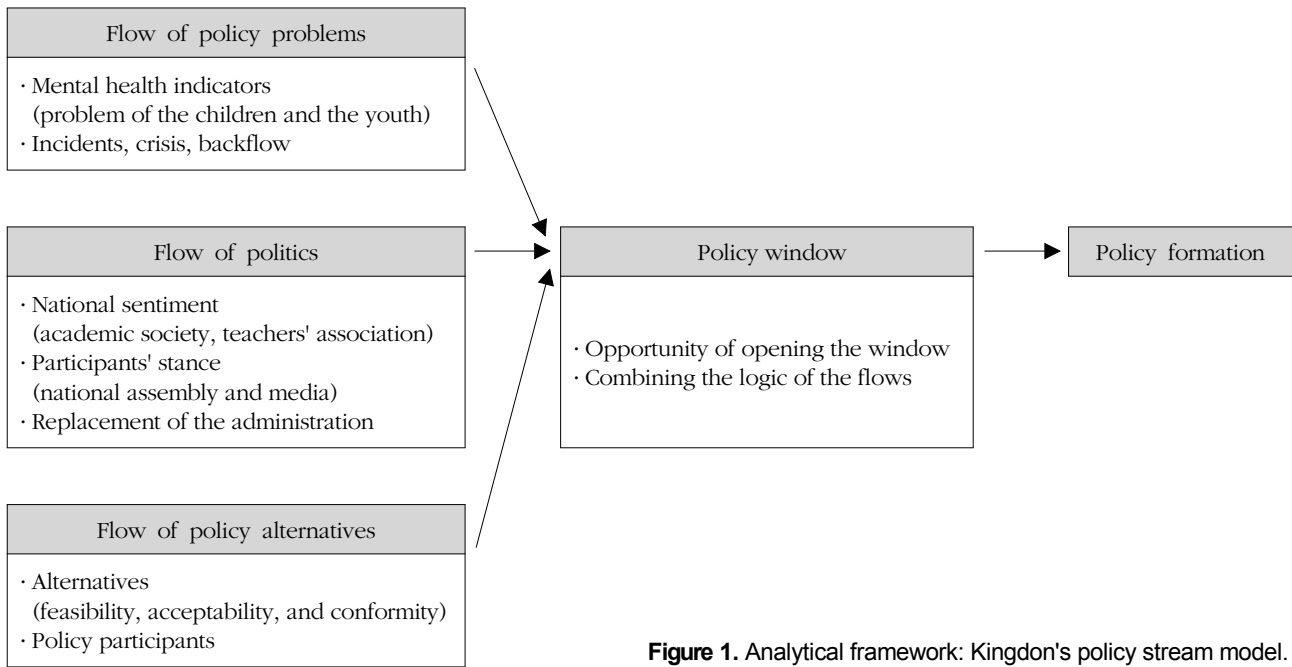 Flow of policy problems
· Mental health indicators
(problem of the children and the youth)
· Incidents, crisis, backflow
Flow of politics
· National sentiment
(academic society, teachers' association)
· Participants' stance
(national assembly and media)
· Replacement of the administration
Flow of policy alternatives
· Alternatives
(feasibility, acceptability, and conformity)
· Policy participants
Policy window
· Opportunity of opening the window
· Combining the logic of the flows
Policy formation
Figure 1. Analytical framework: Kingdon's policy stream model.